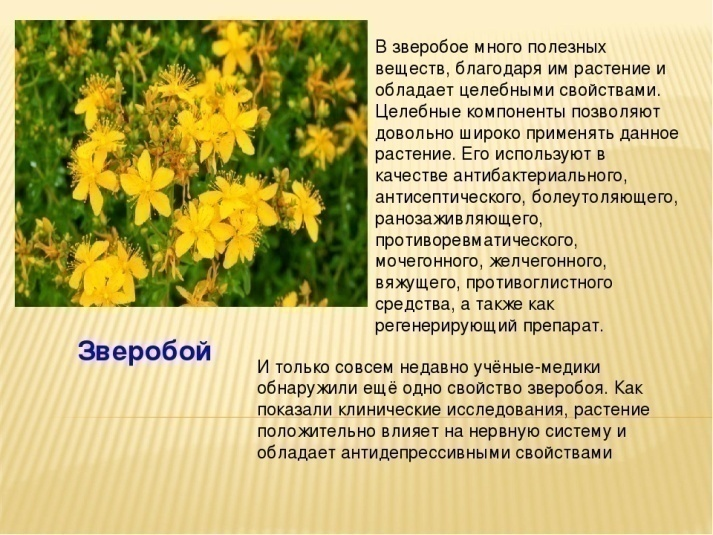 В зверобое много полезных
веществ, благодаря им растение и
обладает целебными свойствами.
Целебные компоненты позволяют
довольно широко применять данное
растение. Его используют в
качестве антибактериального,
антисептического, болеутоляющего,
ранозаживляющего,
противоревматического,
мочегонного, желчегонного,
вяжущего, противоглистного
средства, а также как
регенерирующий препарат.
Зверобой
И только совсем недавно учёные-медики
обнаружили ещё одно свойство зверобоя. Как
показали клинические исследования, растение
положительно влияет на нервную систему и
обладает антидепрессивными свойствами